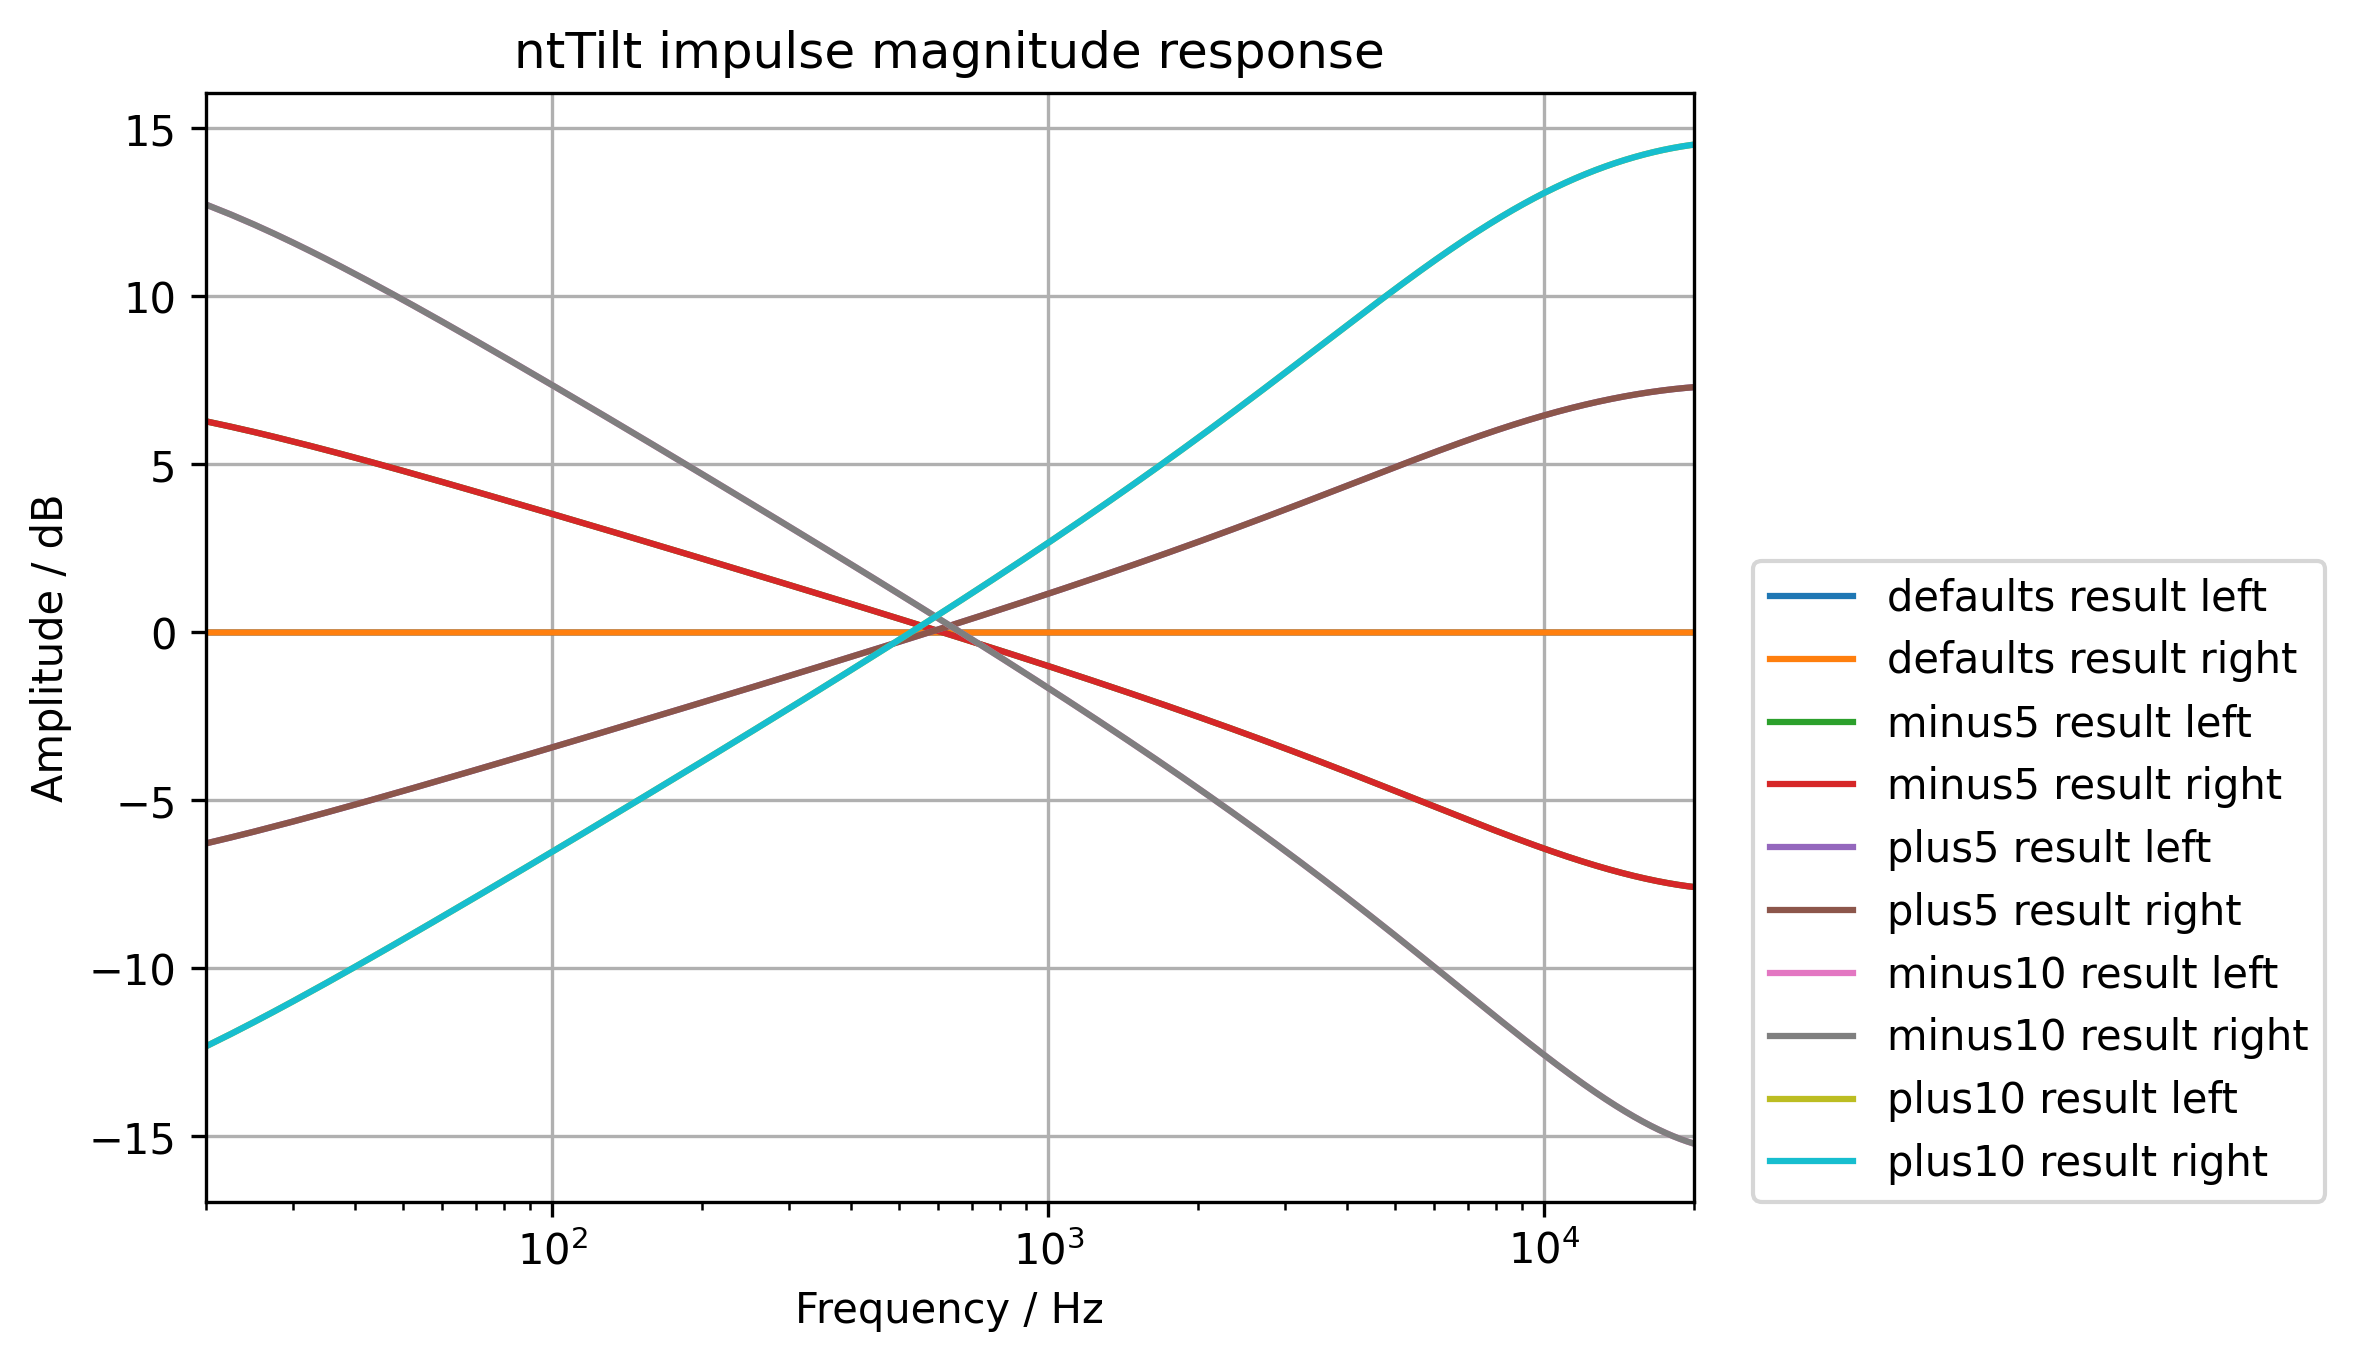 ntTilt impulse magnitude response
15
10
5
0
−5
−10
−15
Amplitude / dB
10²
10³
10⁴
Frequency / Hz
defaults result left
defaults result right
minus5 result left
minus5 result right
plus5 result left
plus5 result right
minus10 result left
minus10 result right
plus10 result left
plus10 result right